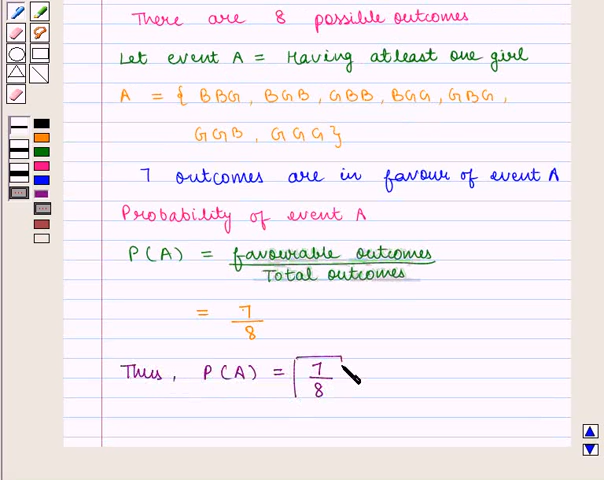 There are 8 possible outcomes
Let event A = Having atleast one girl
A = { BBG, BGB, GBB, BGG, GBG,
GGB, GGG }
7 outcomes are in favour of event A
Probability of event A
P(A) = favourable outcomes
Total outcomes
= 7
8
Thus, P(A) = 7
8